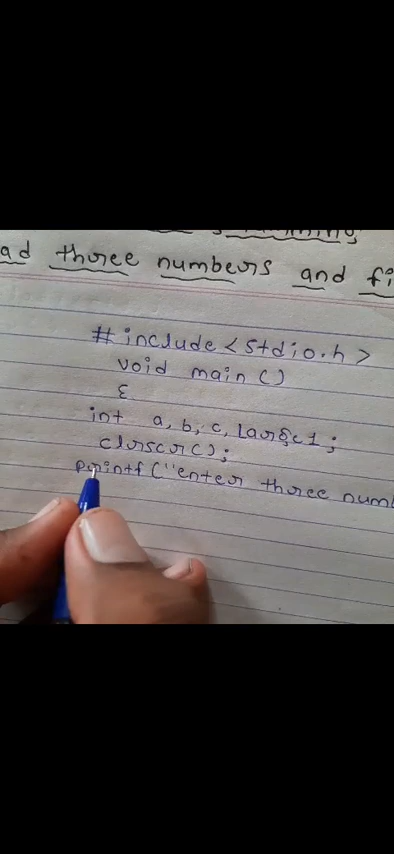 ad three numbers and fi
# include <stdio.h>
void main ()
{
int a, b, c, large1;
clrscr();
printf ("enter three num